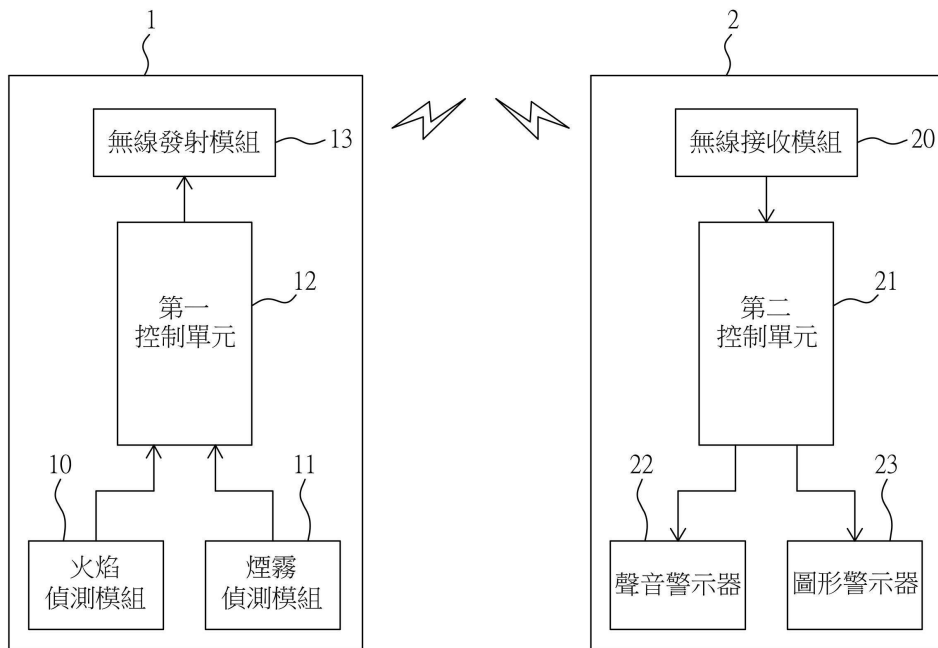 1
無線發射模組
13
第一
控制單元
12
10
11
火焰
偵測模組
煙霧
偵測模組
2
無線接收模組
20
第二
控制單元
21
22
23
聲音警示器
圖形警示器